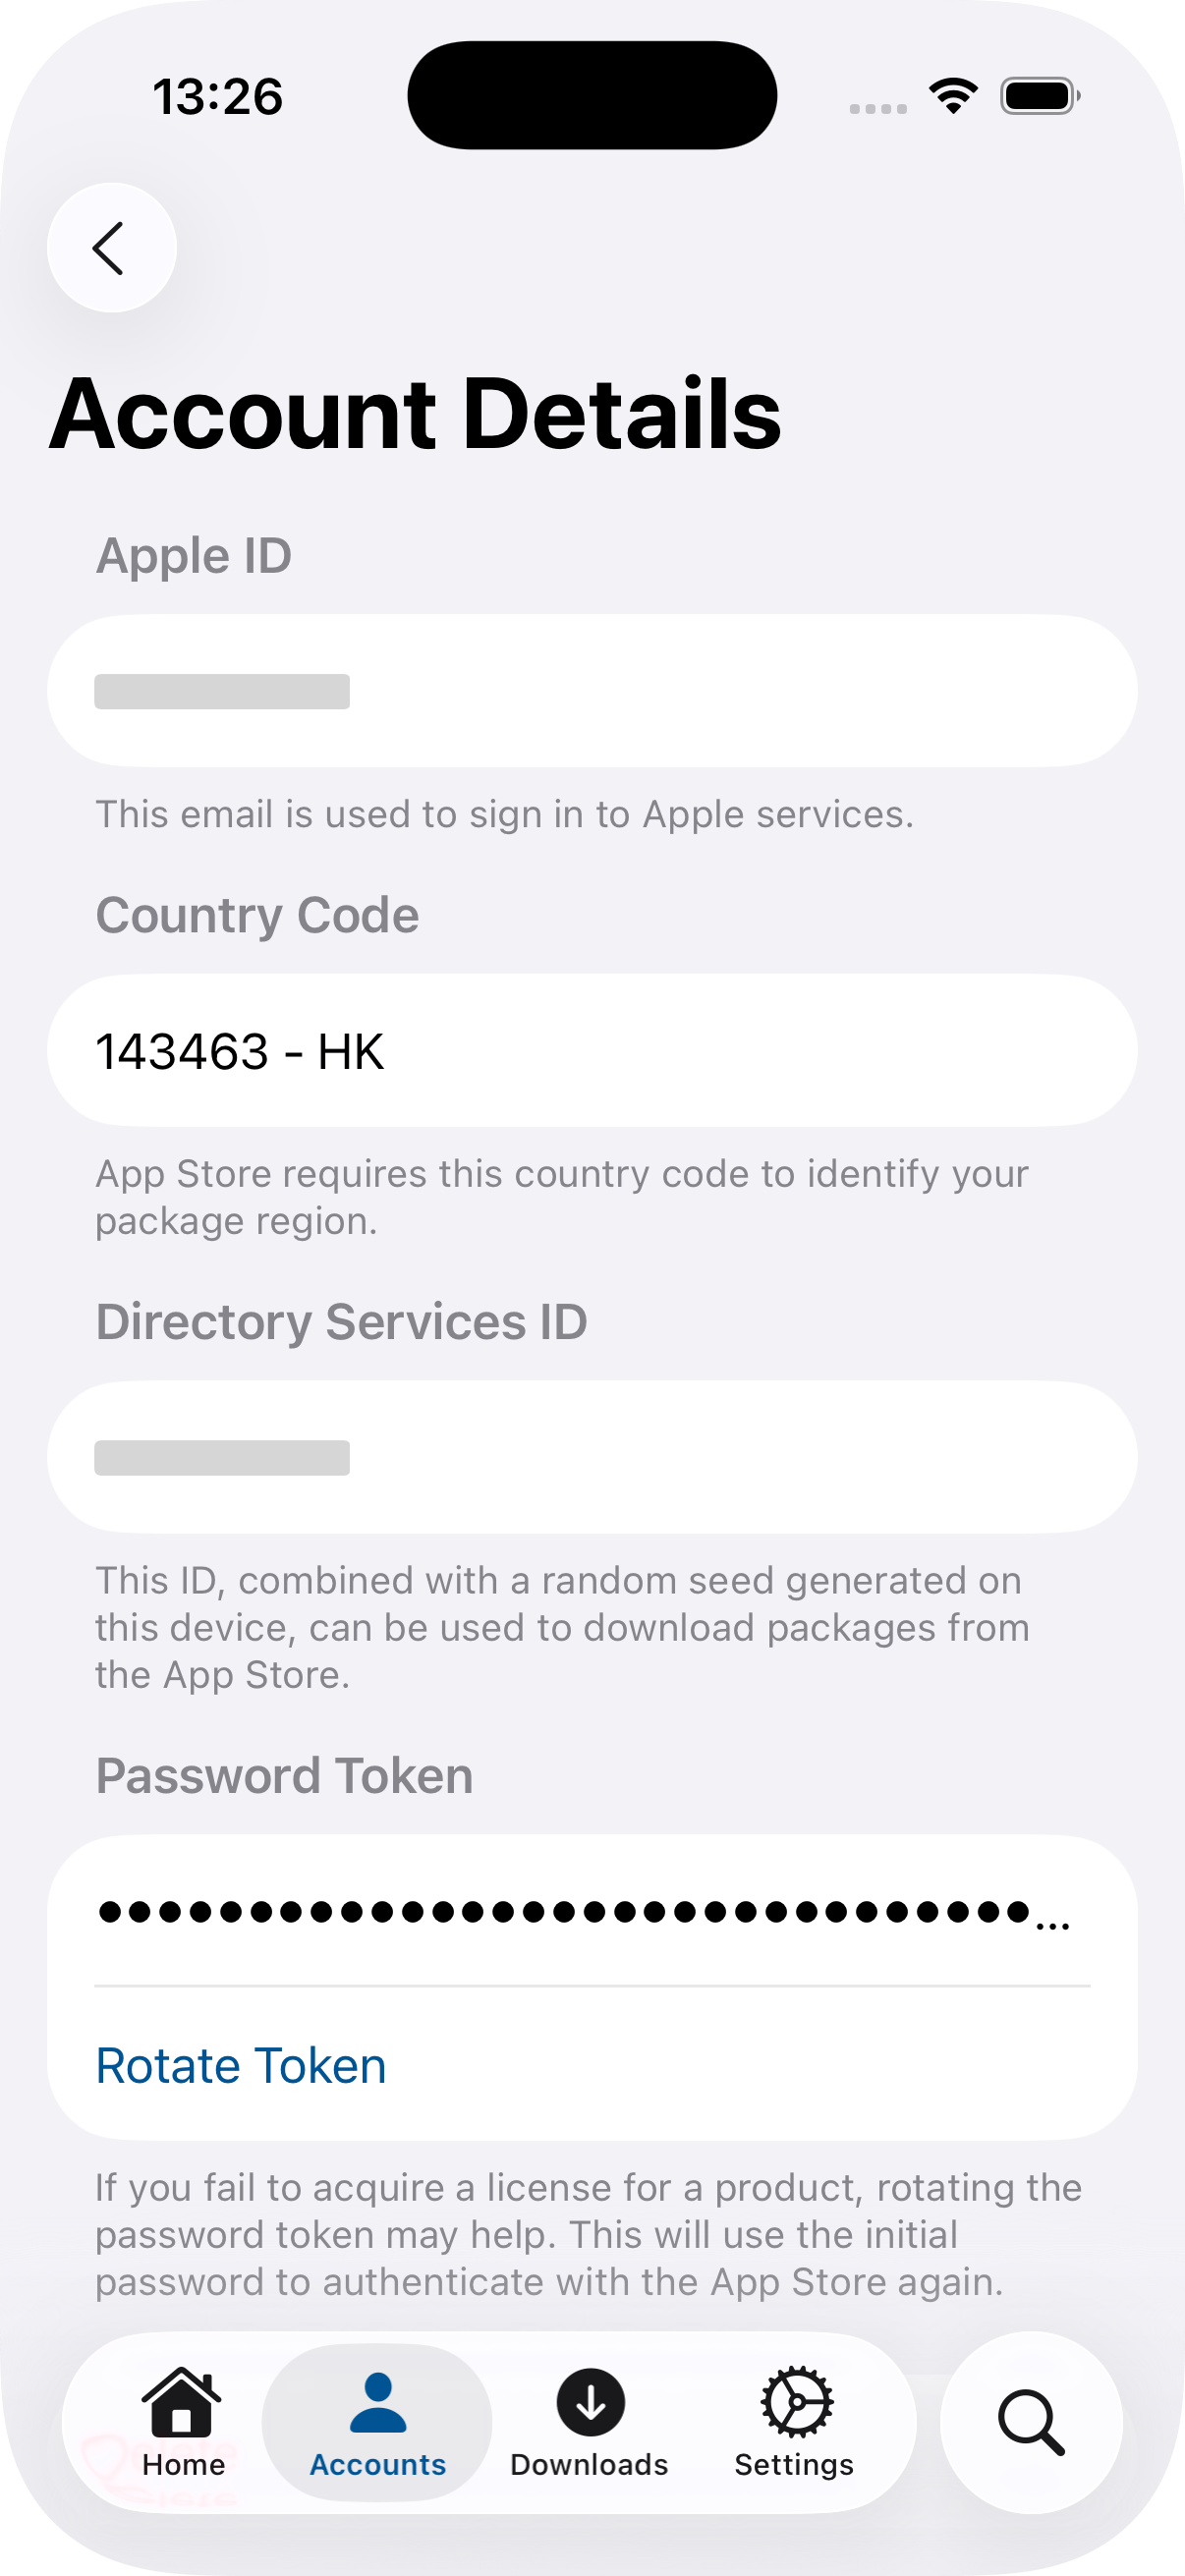 13:26
Account Details
Apple ID
This email is used to sign in to Apple services.
Country Code
143463 - HK
App Store requires this country code to identify your
package region.
Directory Services ID
This ID, combined with a random seed generated on
this device, can be used to download packages from
the App Store.
Password Token
●●●●●●●●●●●●●●●●●●●●●●●●●●●●●●●...
Rotate Token
If you fail to acquire a license for a product, rotating the
password token may help. This will use the initial
password to authenticate with the App Store again.
Home
Accounts
Downloads
Settings